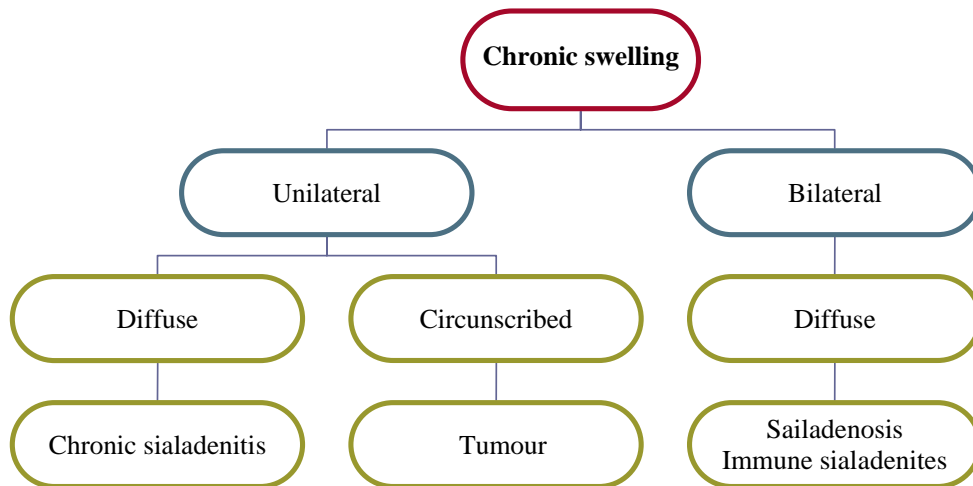 Chronic swelling
Unilateral
Bilateral
Diffuse
Circunscribed
Diffuse
Chronic sialadenitis
Tumour
Sailadenosis
Immune sialadenites